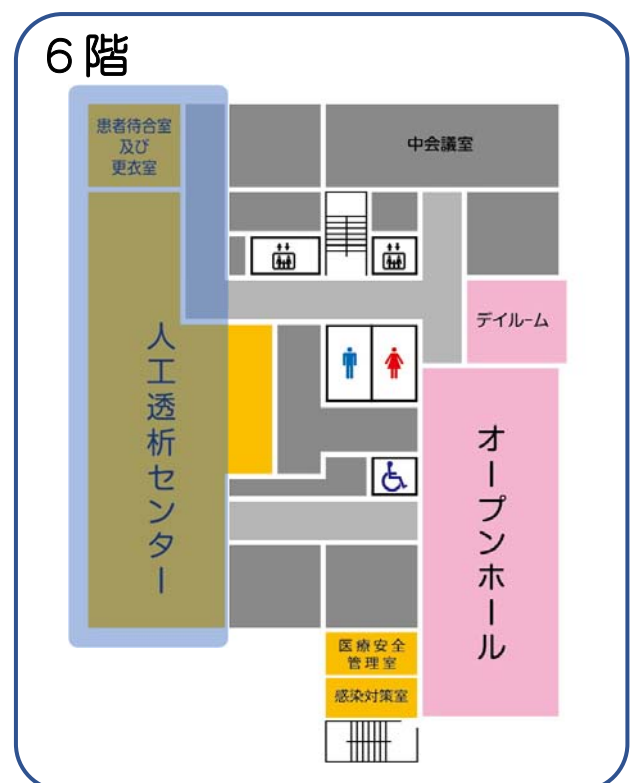 6階
患者待合室
及び
更衣室
中会議室
デイルーム
人工透析センター
オープンホール
医療安全
管理室
感染対策室